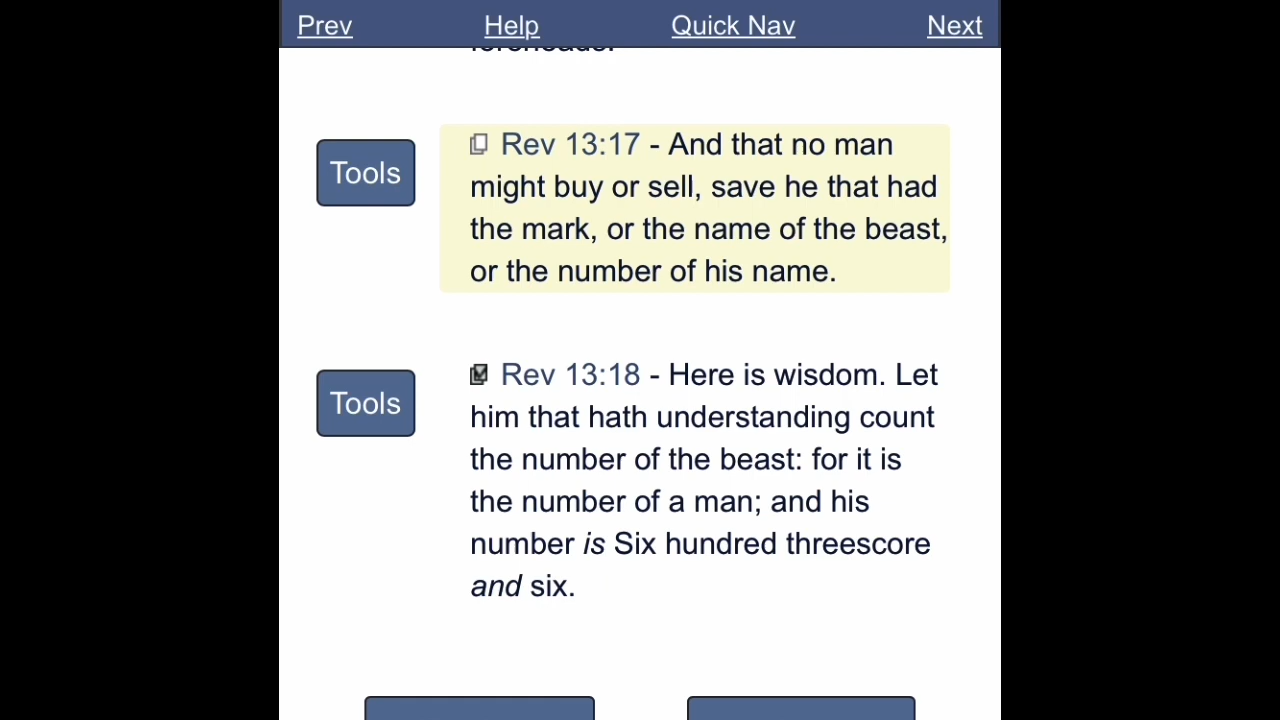 Prev Help Quick Nav Next
foreheads.
Tools
Rev 13:17 - And that no man
might buy or sell, save he that had
the mark, or the name of the beast,
or the number of his name.
Tools
Rev 13:18 - Here is wisdom. Let
him that hath understanding count
the number of the beast: for it is
the number of a man; and his
number is Six hundred threescore
and six.